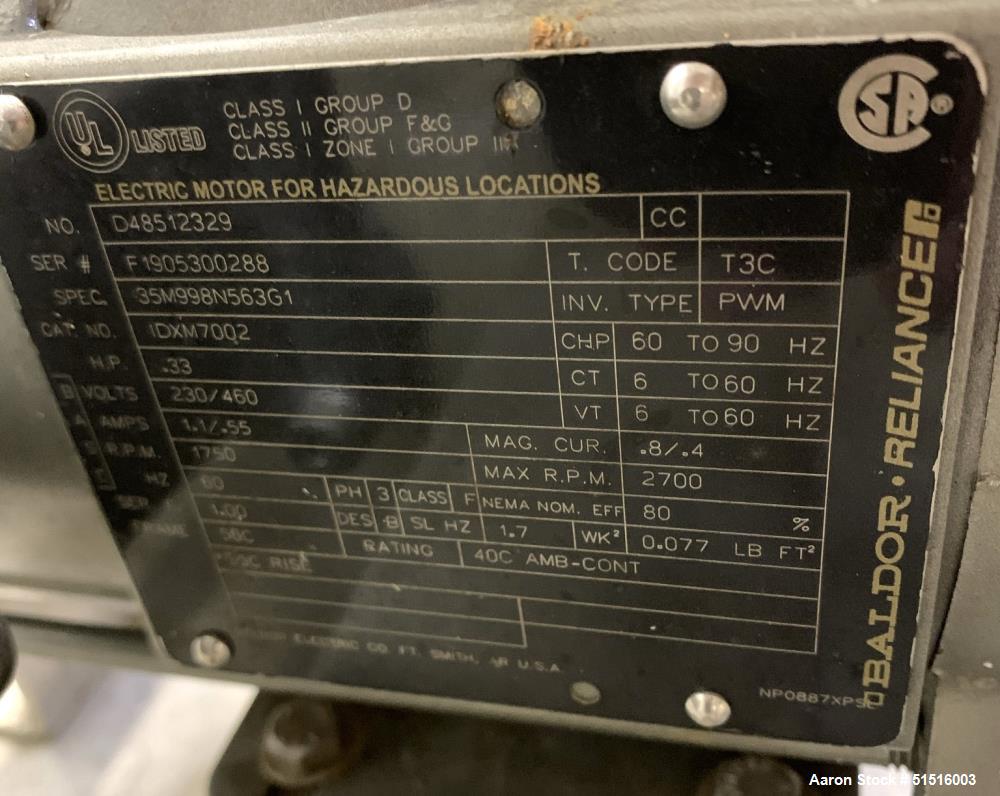 UL LISTED
CLASS I GROUP D
CLASS II GROUP F&G
CLASS I ZONE I GROUP
SA ®
ELECTRIC MOTOR FOR HAZARDOUS LOCATIONS
NO. D48512329 CC
SER # F1905300288 T. CODE T3C
SPEC. 35M998N563G1 INV. TYPE PWM
CAT. NO. IDXM7002 CHP 60 TO 90 HZ
H.P. .33 CT 6 TO 60 HZ
VOLTS 230/460 VT 6 TO 60 HZ
AMPS 1.1/.55 MAG. CUR. .8/.4
R.P.M. 1750 MAX R.P.M. 2700
HZ 60 PH 3 CLASS F NEMA NOM. EFF 80 %
SER. 1.00 DES B SL HZ 1.7 WK² 0.077 LB FT²
56C RATING 40C AMB-CONT
RISE
ELECTRIC CO. FT. SMITH, AR U.S.A.
BALDOR • RELIANCE
Aaron Stock # 51516003